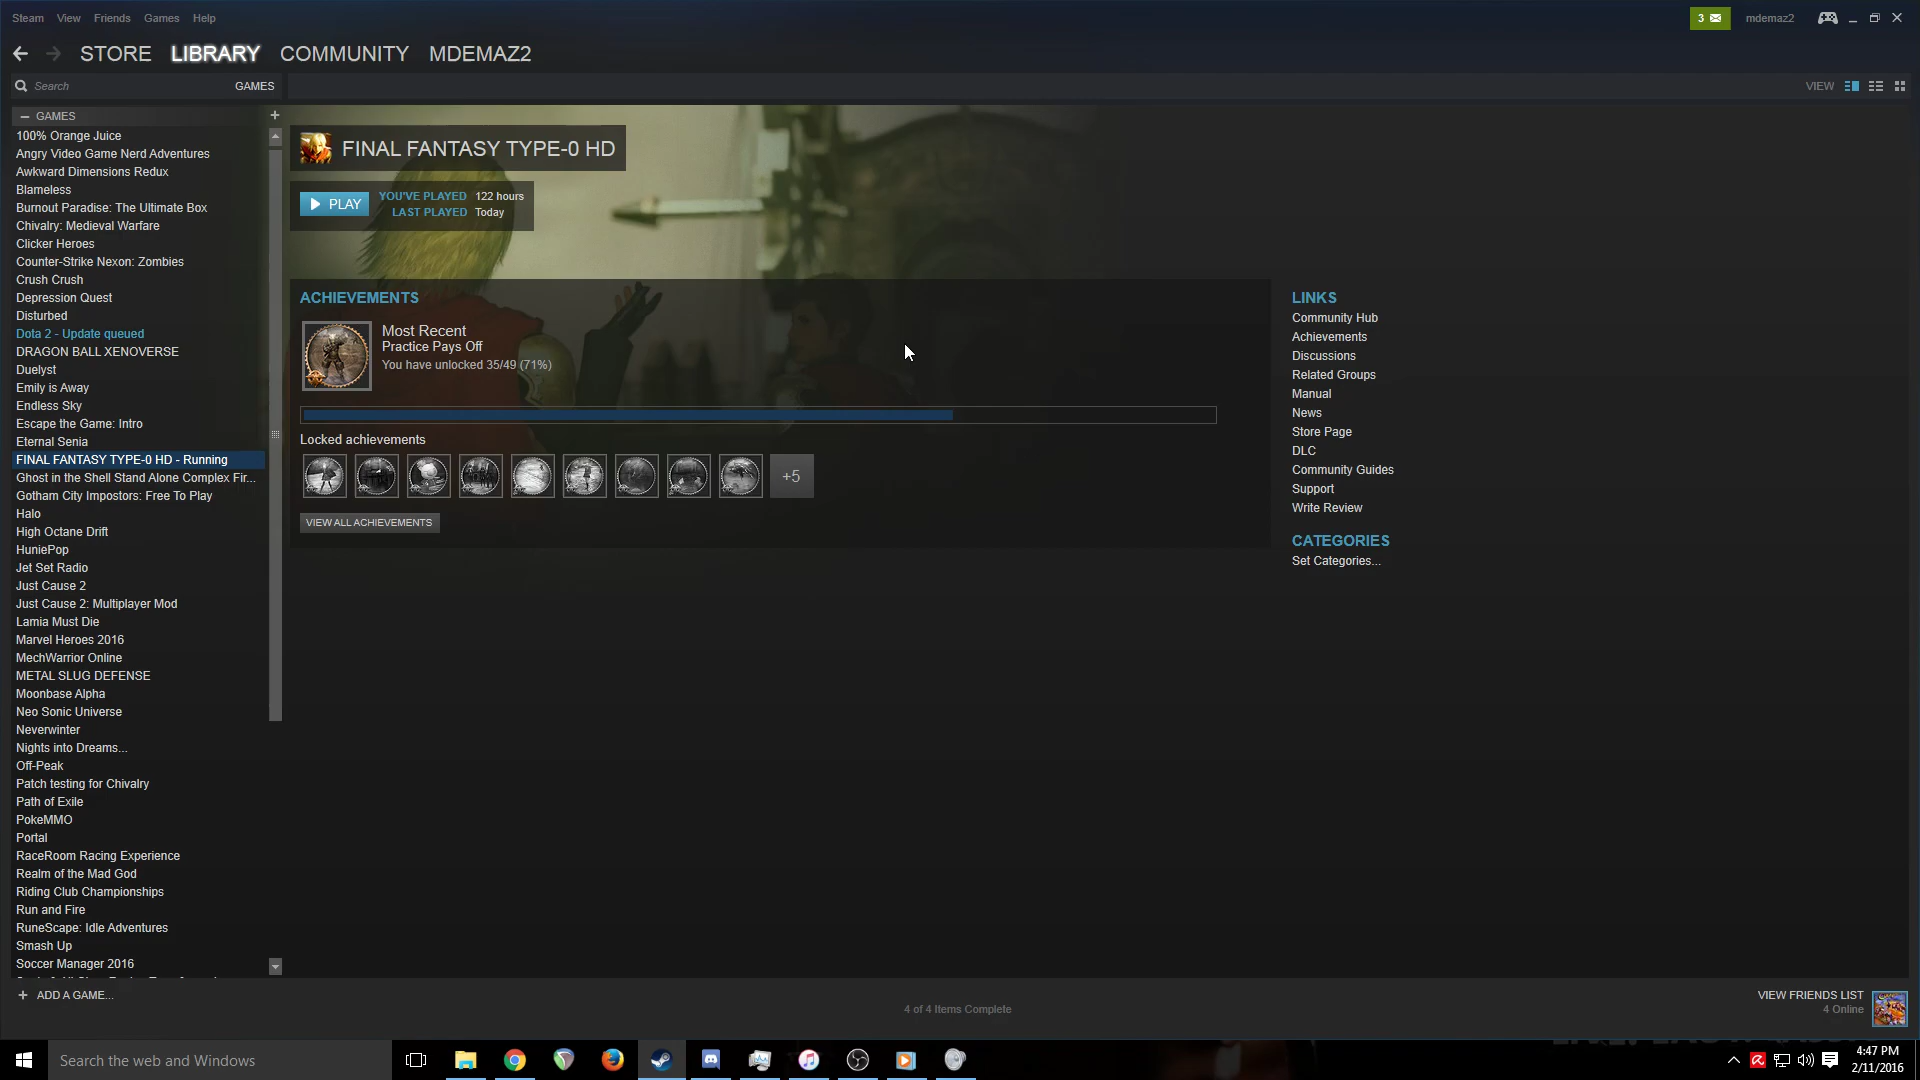 Steam View Friends Games Help
3
mdemaz2
STORE LIBRARY COMMUNITY MDEMAZ2
Search
GAMES
VIEW
GAMES
100% Orange Juice
Angry Video Game Nerd Adventures
Awkward Dimensions Redux
Blameless
Burnout Paradise: The Ultimate Box
Chivalry: Medieval Warfare
Clicker Heroes
Counter-Strike Nexon: Zombies
Crush Crush
Depression Quest
Disturbed
Dota 2 - Update queued
DRAGON BALL XENOVERSE
Duelyst
Emily is Away
Endless Sky
Escape the Game: Intro
Eternal Senia
FINAL FANTASY TYPE-0 HD - Running
Ghost in the Shell Stand Alone Complex Fir...
Gotham City Impostors: Free To Play
Halo
High Octane Drift
HuniePop
Jet Set Radio
Just Cause 2
Just Cause 2: Multiplayer Mod
Lamia Must Die
Marvel Heroes 2016
MechWarrior Online
METAL SLUG DEFENSE
Moonbase Alpha
Neo Sonic Universe
Neverwinter
Nights into Dreams...
Off-Peak
Patch testing for Chivalry
Path of Exile
PokeMMO
Portal
RaceRoom Racing Experience
Realm of the Mad God
Riding Club Championships
Run and Fire
RuneScape: Idle Adventures
Smash Up
Soccer Manager 2016
FINAL FANTASY TYPE-0 HD
PLAY
YOU'VE PLAYED 122 hours
LAST PLAYED Today
ACHIEVEMENTS
Most Recent
Practice Pays Off
You have unlocked 35/49 (71%)
Locked achievements
+5
VIEW ALL ACHIEVEMENTS
LINKS
Community Hub
Achievements
Discussions
Related Groups
Manual
News
Store Page
DLC
Community Guides
Support
Write Review
CATEGORIES
Set Categories...
+ ADD A GAME...
4 of 4 Items Complete
VIEW FRIENDS LIST
4 Online
Search the web and Windows
4:47 PM
2/11/2016